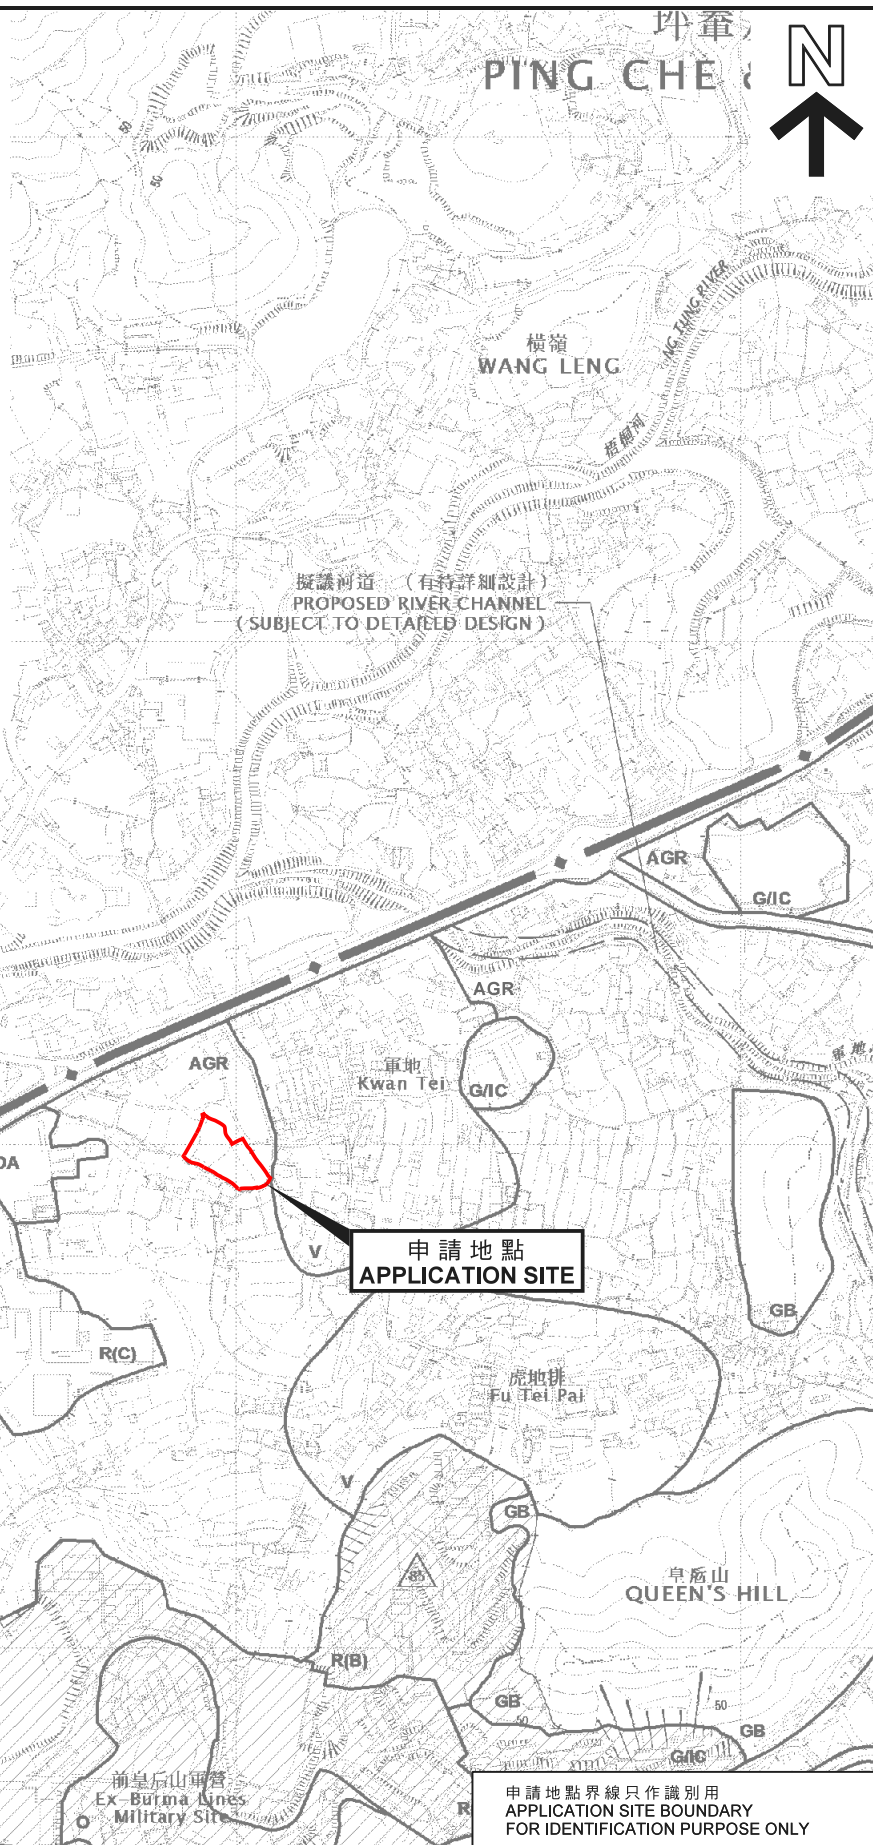 坪輋
PING CHE &
N
50
50
NG TUNG RIVER
橫嶺
WANG LENG
梧桐河
擬議河道 （有待詳細設計）
PROPOSED RIVER CHANNEL
( SUBJECT TO DETAILED DESIGN )
AGR
G/IC
AGR
軍地
Kwan Tei
G/IC
AGR
軍地
DA
V
申請地點
APPLICATION SITE
GB
R(C)
虎地排
Fu Tei Pai
V
GB
85
皇后山
QUEEN'S HILL
R(B)
GB
50
50
GB
G/IC
前皇后山軍營
Ex-Burma Lines
Military Site
O
R
申請地點界線只作識別用
APPLICATION SITE BOUNDARY
FOR IDENTIFICATION PURPOSE ONLY